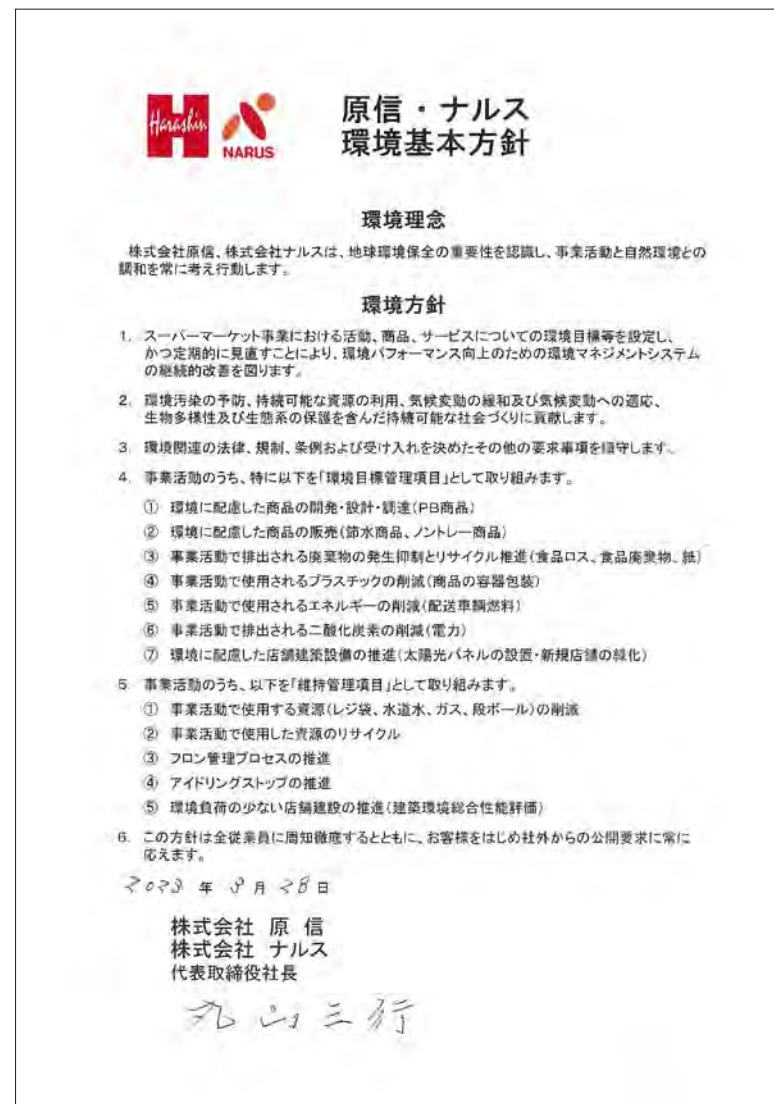 Harashin
NARUS
原信・ナルス
環境基本方針
環境理念
株式会社原信、株式会社ナルスは、地球環境保全の重要性を認識し、事業活動と自然環境との
調和を常に考え行動します。
環境方針
1. スーパーマーケット事業における活動、商品、サービスについての環境目標等を設定し、
かつ定期的に見直すことにより、環境パフォーマンス向上のための環境マネジメントシステム
の継続的改善を図ります。
2. 環境汚染の予防、持続可能な資源の利用、気候変動の緩和及び気候変動への適応、
生物多様性及び生態系の保護を含んだ持続可能な社会づくりに貢献します。
3. 環境関連の法律、規制、条例および受け入れを決めたその他の要求事項を順守します。
4. 事業活動のうち、特に以下を「環境目標管理項目」として取り組みます。
① 環境に配慮した商品の開発・設計・調達(PB商品)
② 環境に配慮した商品の販売(節水商品、ノントレー商品)
③ 事業活動で排出される廃棄物の発生抑制とリサイクル推進(食品ロス、食品廃棄物、紙)
④ 事業活動で使用されるプラスチックの削減(商品の容器包装)
⑤ 事業活動で使用されるエネルギーの削減(配送車輌燃料)
⑥ 事業活動で排出される二酸化炭素の削減(電力)
⑦ 環境に配慮した店舗建築設備の推進(太陽光パネルの設置・新規店舗の緑化)
5 事業活動のうち、以下を「維持管理項目」として取り組みます。
① 事業活動で使用する資源(レジ袋、水道水、ガス、段ボール)の削減
② 事業活動で使用した資源のリサイクル
③ フロン管理プロセスの推進
④ アイドリングストップの推進
⑤ 環境負荷の少ない店舗建設の推進(建築環境総合性能評価)
6. この方針は全従業員に周知徹底するとともに、お客様をはじめ社外からの公開要求に常に
応えます。
2023 年 3 月 28 日
株式会社 原 信
株式会社 ナルス
代表取締役社長
丸山三行